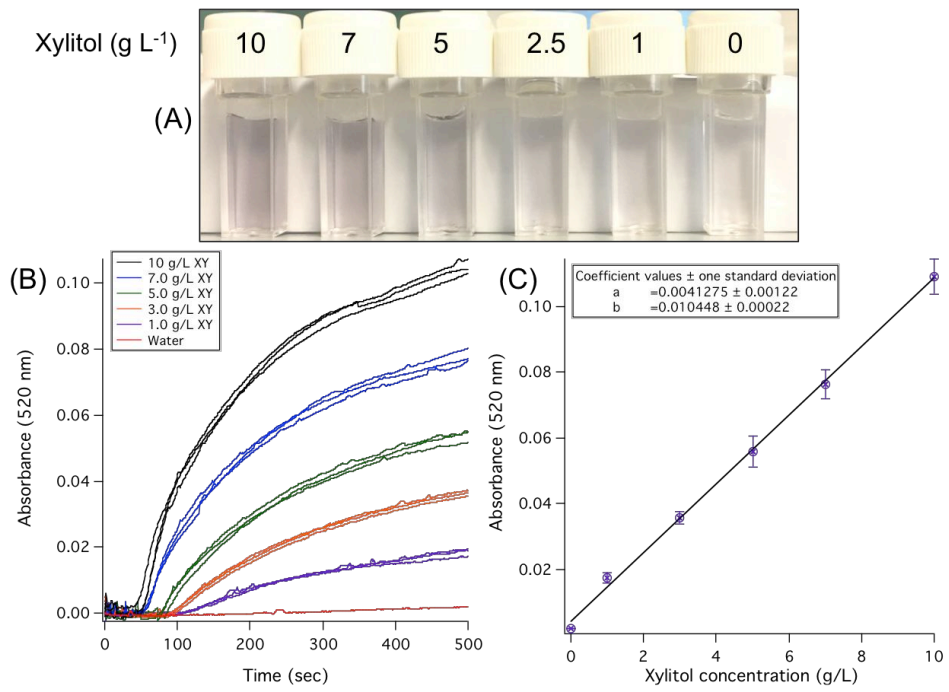 Xylitol (g L-1) 10 7 5 2.5 1 0
(A)
(B)
10 g/L XY
7.0 g/L XY
5.0 g/L XY
3.0 g/L XY
1.0 g/L XY
Water
0.10
0.08
0.06
0.04
0.02
0.00
Absorbance (520 nm)
0 100 200 300 400 500
Time (sec)
(C)
Coefficient values ± one standard deviation
a =0.0041275 ± 0.00122
b =0.010448 ± 0.00022
0.10
0.08
0.06
0.04
0.02
Absorbance (520 nm)
0 2 4 6 8 10
Xylitol concentration (g/L)